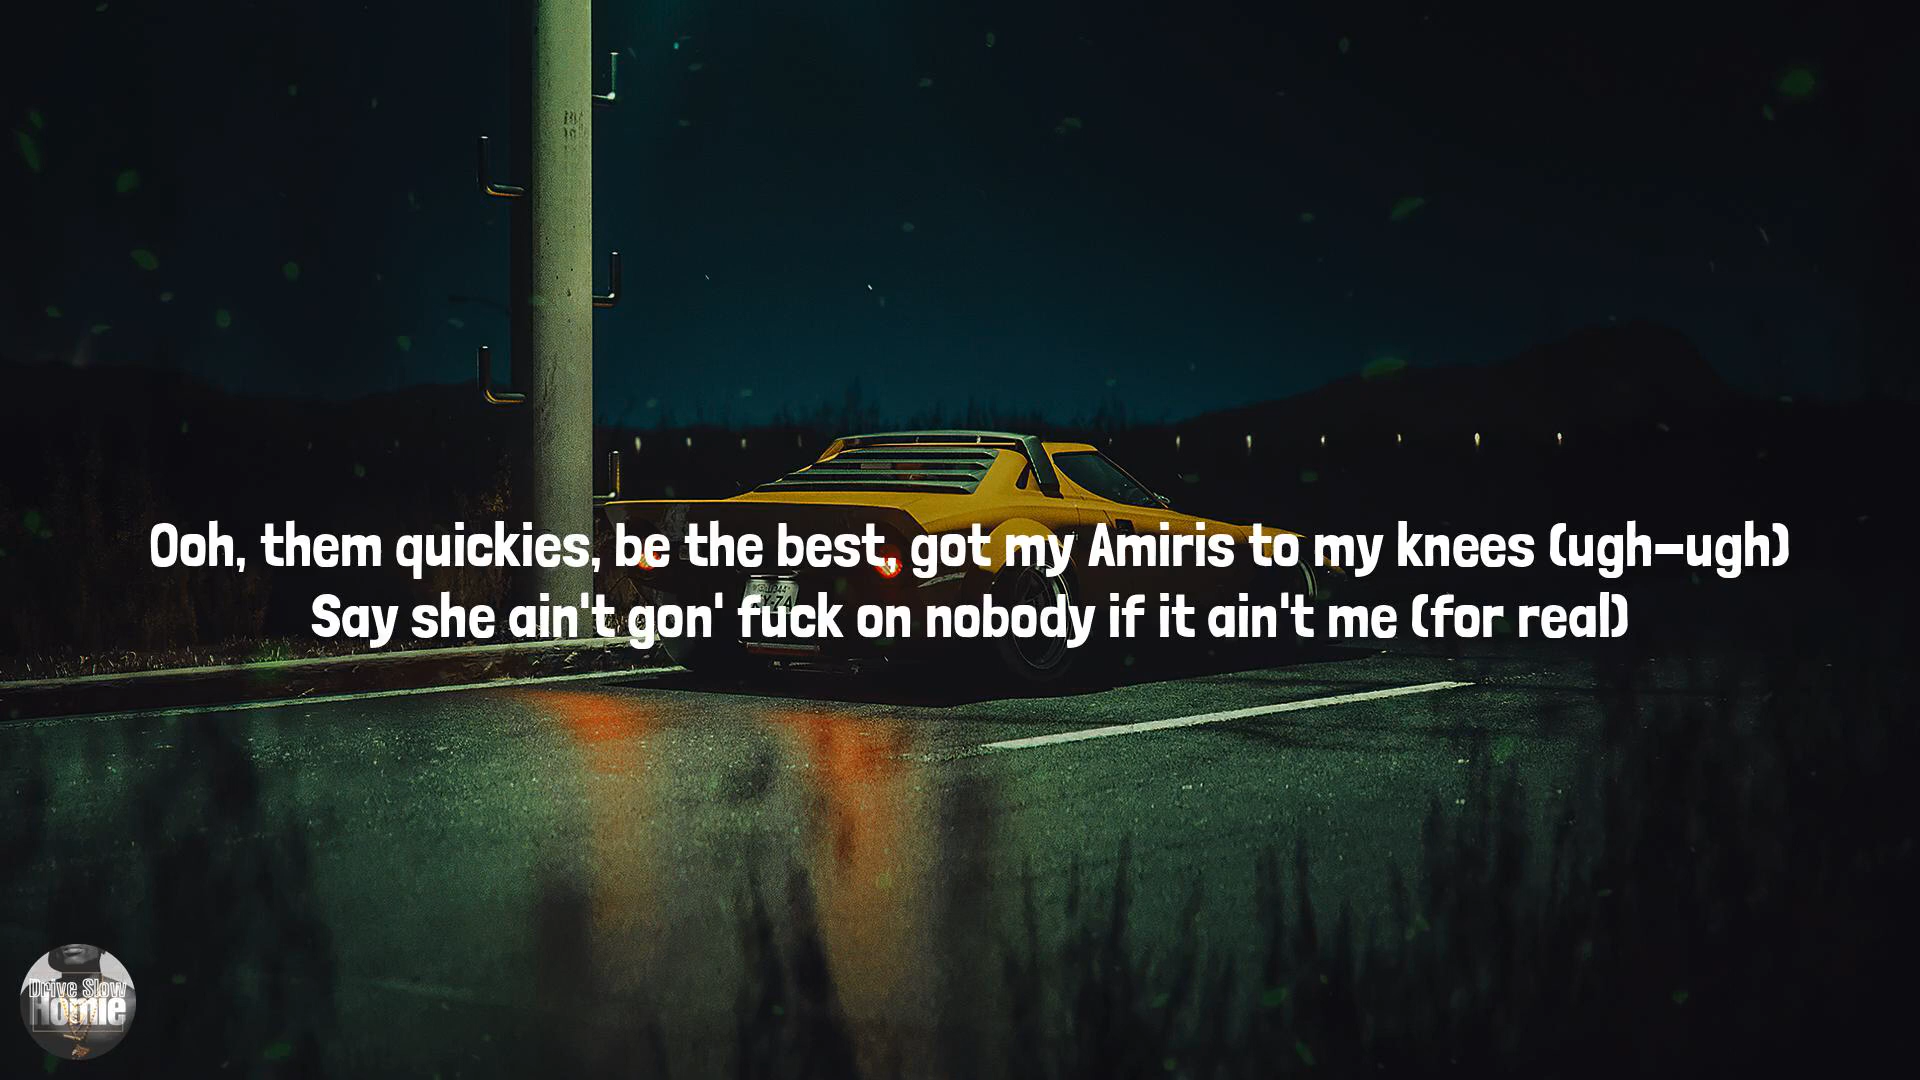 Ooh, them quickies, be the best, got my Amiris to my knees (ugh-ugh)
Say she ain't gon' fuck on nobody if it ain't me (for real)
Drive Slow
Homie